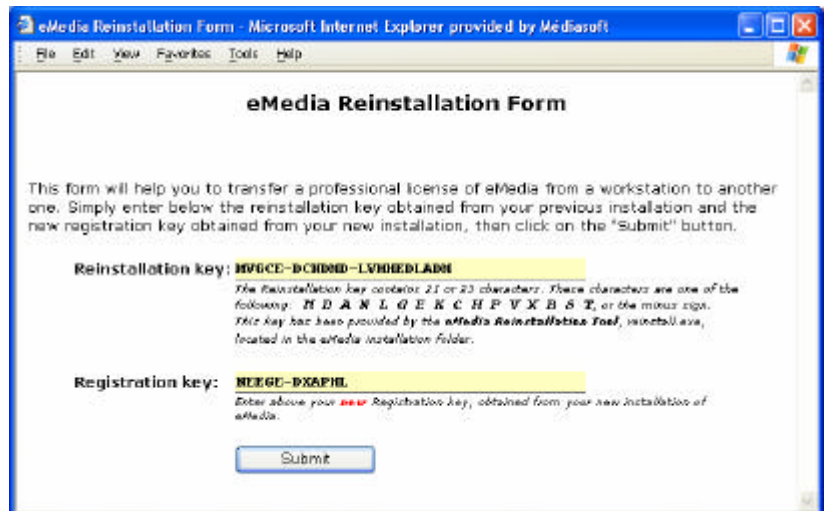 eMedia Reinstallation Form - Microsoft Internet Explorer provided by Médiasoft
File Edit View Favorites Tools Help
eMedia Reinstallation Form
This form will help you to transfer a professional license of eMedia from a workstation to another
one. Simply enter below the reinstallation key obtained from your previous installation and the
new registration key obtained from your new installation, then click on the "Submit" button.
Reinstallation key:
The Reinstallation key contains 21 or 23 characters. These characters are one of the
following: M D A N L G E K C H P V X B S T, or the minus sign.
This key has been provided by the eMedia Reinstallation Tool, reinstall.exe,
located in the eMedia installation folder.
Registration key: NEEGE-DXAPHL
Enter above your new Registration key, obtained from your new installation of
eMedia.
Submit